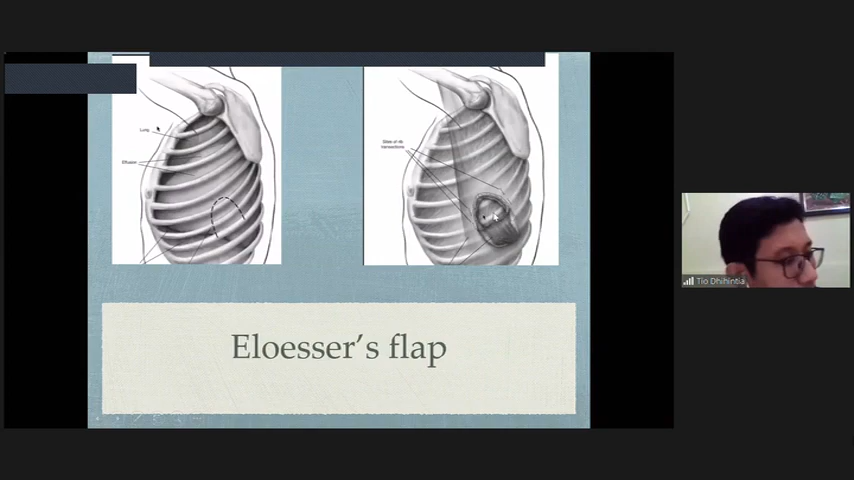 Lung
Effusion
Sites of rib
transections
Eloesser's flap
Tio Dhihintia